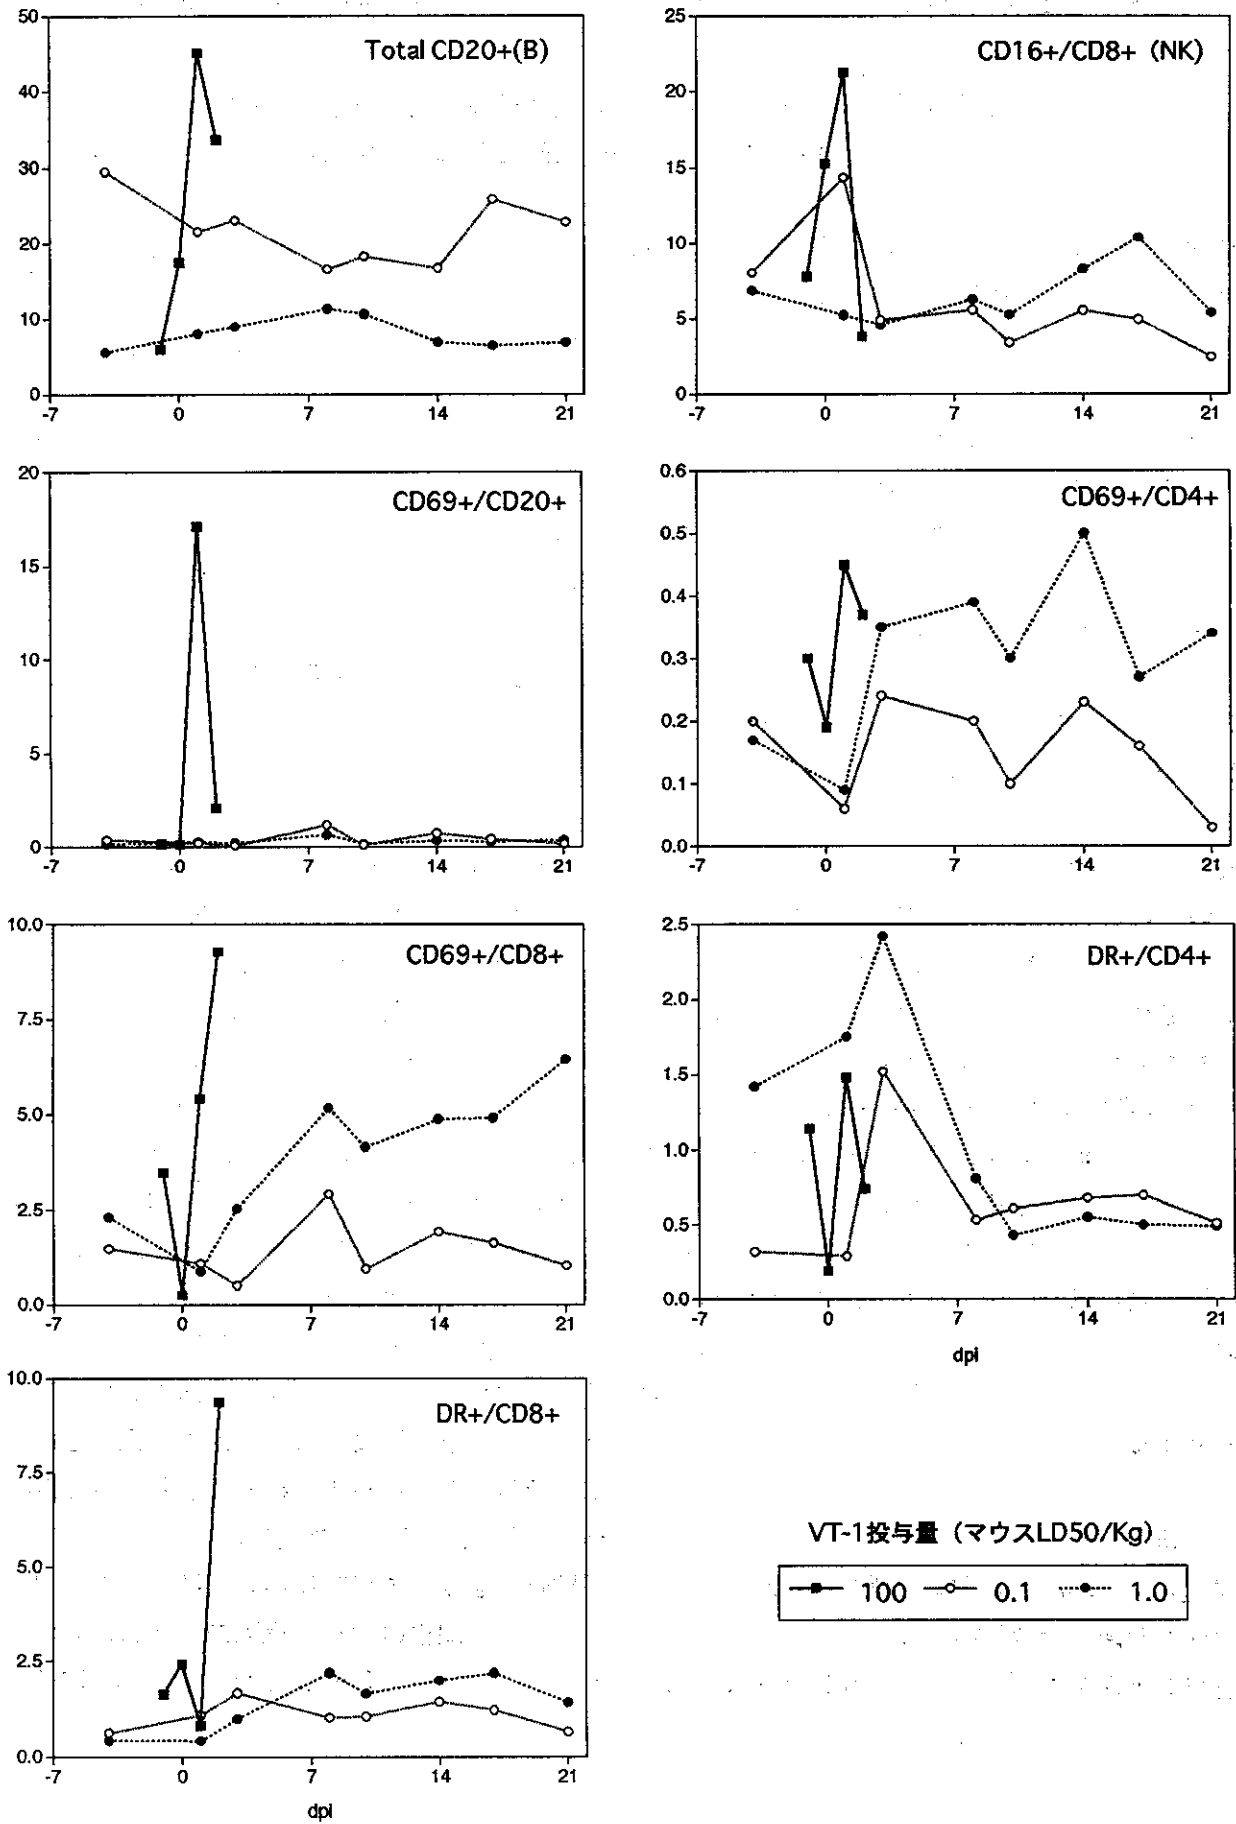 Total CD20+(B)
50
40
30
20
10
0
-7 0 7 14 21
CD16+/CD8+ (NK)
25
20
15
10
5
0
-7 0 7 14 21
CD69+/CD20+
20
15
10
5
0
-7 0 7 14 21
CD69+/CD4+
0.6
0.5
0.4
0.3
0.2
0.1
0.0
-7 0 7 14 21
CD69+/CD8+
10.0
7.5
5.0
2.5
0.0
-7 0 7 14 21
DR+/CD4+
2.5
2.0
1.5
1.0
0.5
0.0
-7 0 7 14 21
dpi
DR+/CD8+
10.0
7.5
5.0
2.5
0.0
-7 0 7 14 21
dpi
VT-1投与量（マウスLD50/Kg）
100 0.1 1.0